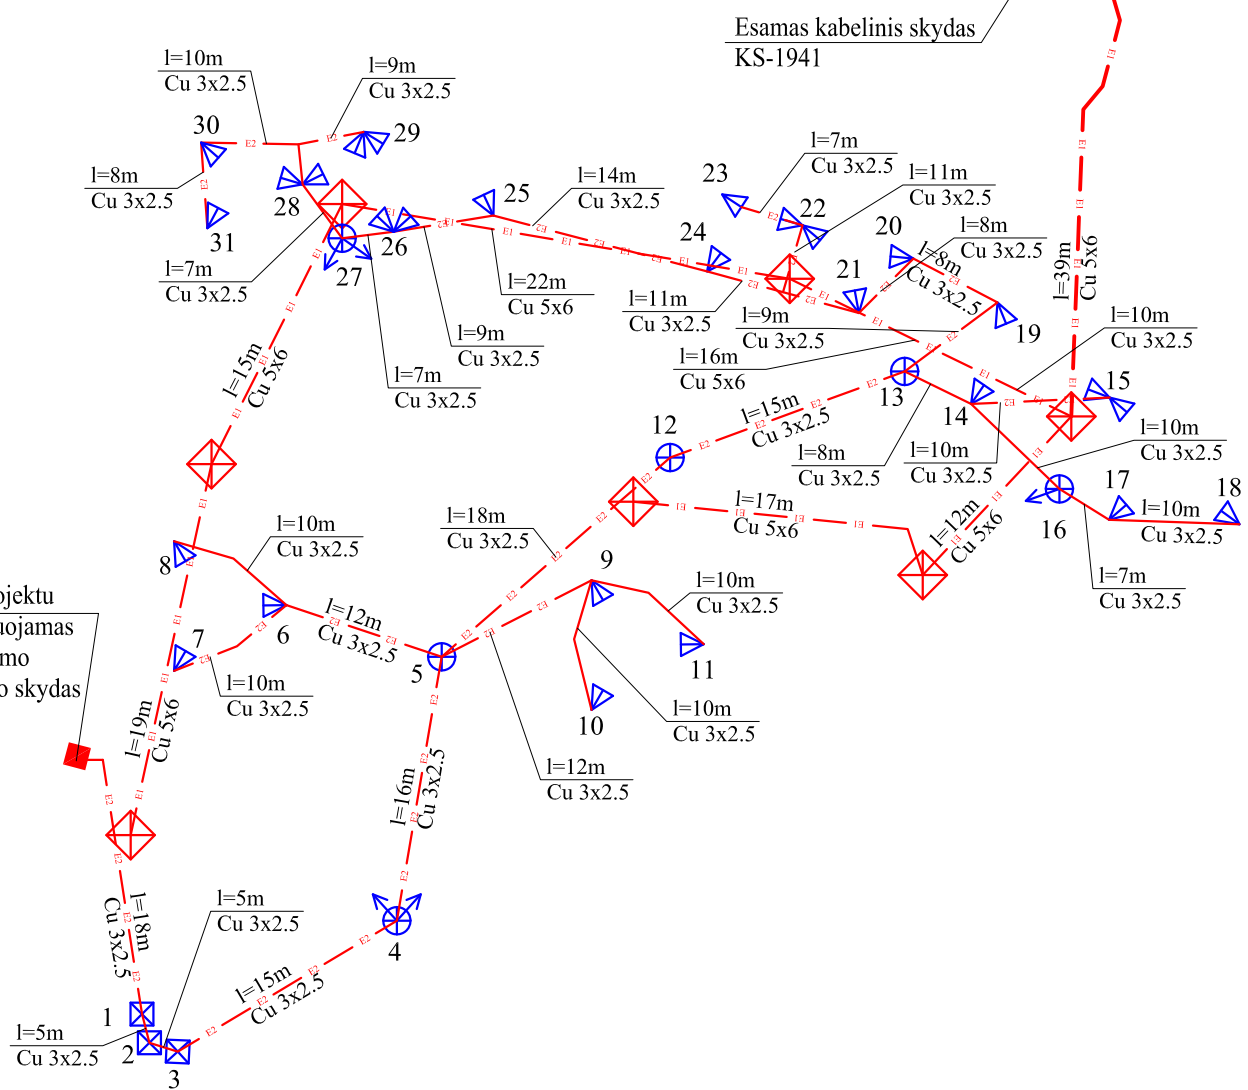 Esamas kabelinis skydas
KS-1941
l=10m
Cu 3x2.5
l=9m
Cu 3x2.5
30
29
l=8m
Cu 3x2.5
28
31
l=7m
Cu 3x2.5
27
26
25
l=14m
Cu 3x2.5
23
l=7m
Cu 3x2.5
l=11m
Cu 3x2.5
22
24
20
l=8m
Cu 3x2.5
l=8m
Cu 3x2.5
21
19
l=39m
Cu 5x6
l=22m
Cu 5x6
l=11m
Cu 3x2.5
l=9m
Cu 3x2.5
l=9m
Cu 3x2.5
l=16m
Cu 5x6
l=10m
Cu 3x2.5
l=7m
Cu 3x2.5
l=15m
Cu 5x6
13
14
15
12
l=15m
Cu 3x2.5
l=8m
Cu 3x2.5
l=10m
Cu 3x2.5
l=10m
Cu 3x2.5
17
18
16
l=10m
Cu 3x2.5
l=17m
Cu 5x6
l=12m
Cu 5x6
l=7m
Cu 3x2.5
l=18m
Cu 3x2.5
l=10m
Cu 3x2.5
8
9
l=10m
Cu 3x2.5
7
6
l=12m
Cu 3x2.5
5
11
10
l=10m
Cu 3x2.5
l=10m
Cu 3x2.5
l=12m
Cu 3x2.5
ojektu
uojamas
mo
o skydas
l=19m
Cu 5x6
l=16m
Cu 3x2.5
l=18m
Cu 3x2.5
l=5m
Cu 3x2.5
4
l=15m
Cu 3x2.5
1
l=5m
Cu 3x2.5
2
3